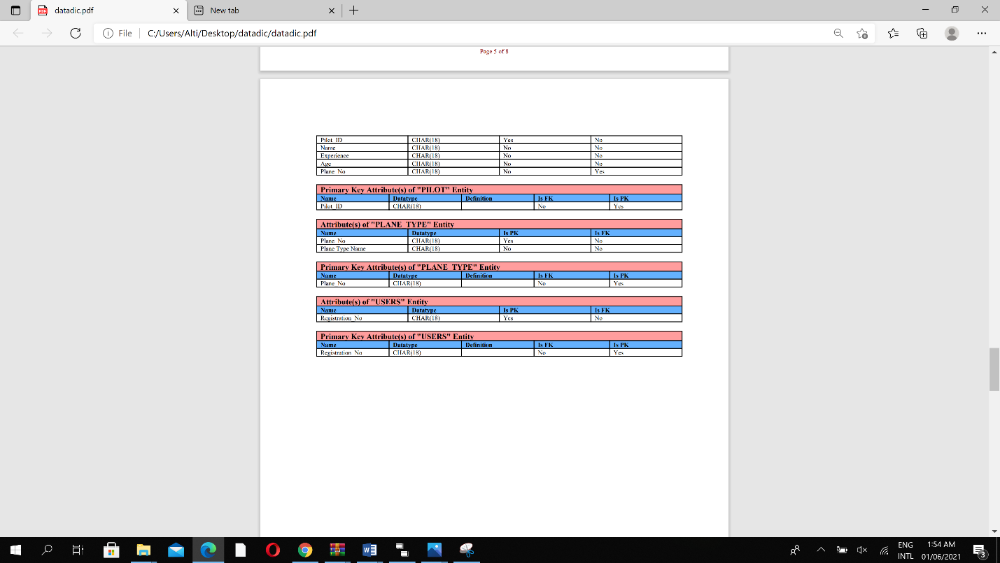 datadic.pdf
New tab
File
C:/Users/Alti/Desktop/datadic/datadic.pdf
Page 5 of 8
Pilot_ID CHAR(18) Yes No
Name CHAR(18) No No
Experience CHAR(18) No No
Age CHAR(18) No No
Plane_No CHAR(18) No Yes
Primary Key Attribute(s) of "PILOT" Entity
Name Datatype Definition Is FK Is PK
Pilot_ID CHAR(18) No Yes
Attribute(s) of "PLANE_TYPE" Entity
Name Datatype Is PK Is FK
Plane_No CHAR(18) Yes No
Plane Type Name CHAR(18) No No
Primary Key Attribute(s) of "PLANE_TYPE" Entity
Name Datatype Definition Is FK Is PK
Plane_No CHAR(18) No Yes
Attribute(s) of "USERS" Entity
Name Datatype Is PK Is FK
Registration_No CHAR(18) Yes No
Primary Key Attribute(s) of "USERS" Entity
Name Datatype Definition Is FK Is PK
Registration_No CHAR(18) No Yes
ENG 1:54 AM
INTL 01/06/2021
3